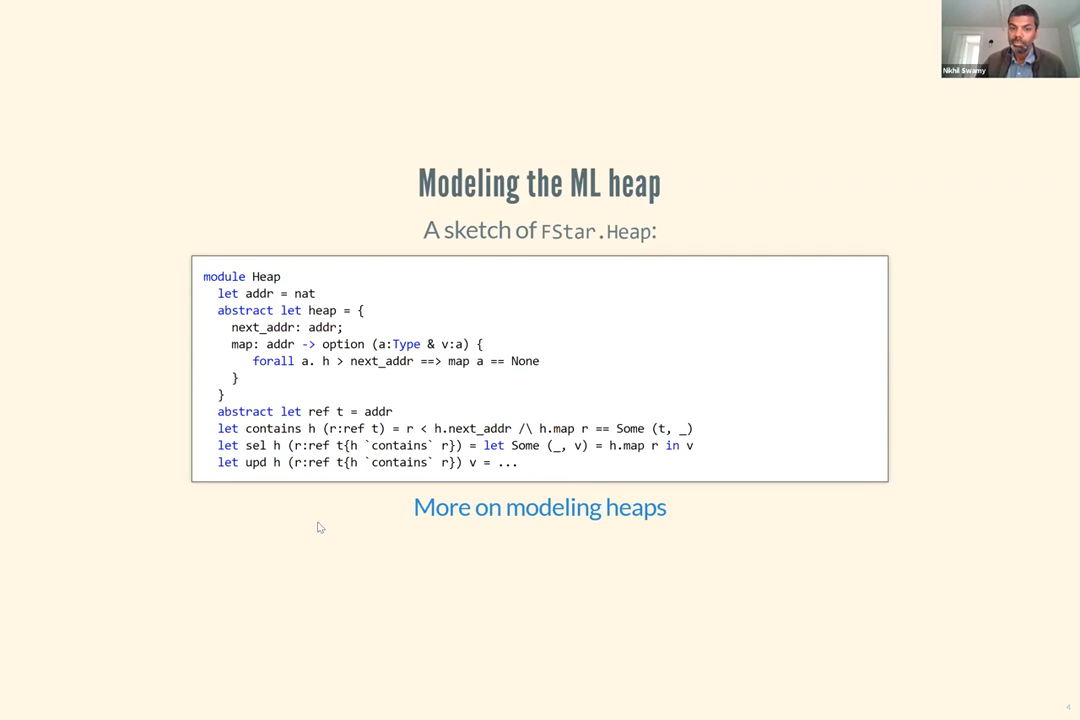 Nikhil Swamy
Modeling the ML heap
A sketch of FStar.Heap:
module Heap
let addr = nat
abstract let heap = {
next_addr: addr;
map: addr -> option (a:Type & v:a) {
forall a. h > next_addr ==> map a == None
}
}
abstract let ref t = addr
let contains h (r:ref t) = r < h.next_addr /\ h.map r == Some (t, _)
let sel h (r:ref t{h `contains` r}) = let Some (_, v) = h.map r in v
let upd h (r:ref t{h `contains` r}) v = ...
More on modeling heaps
4